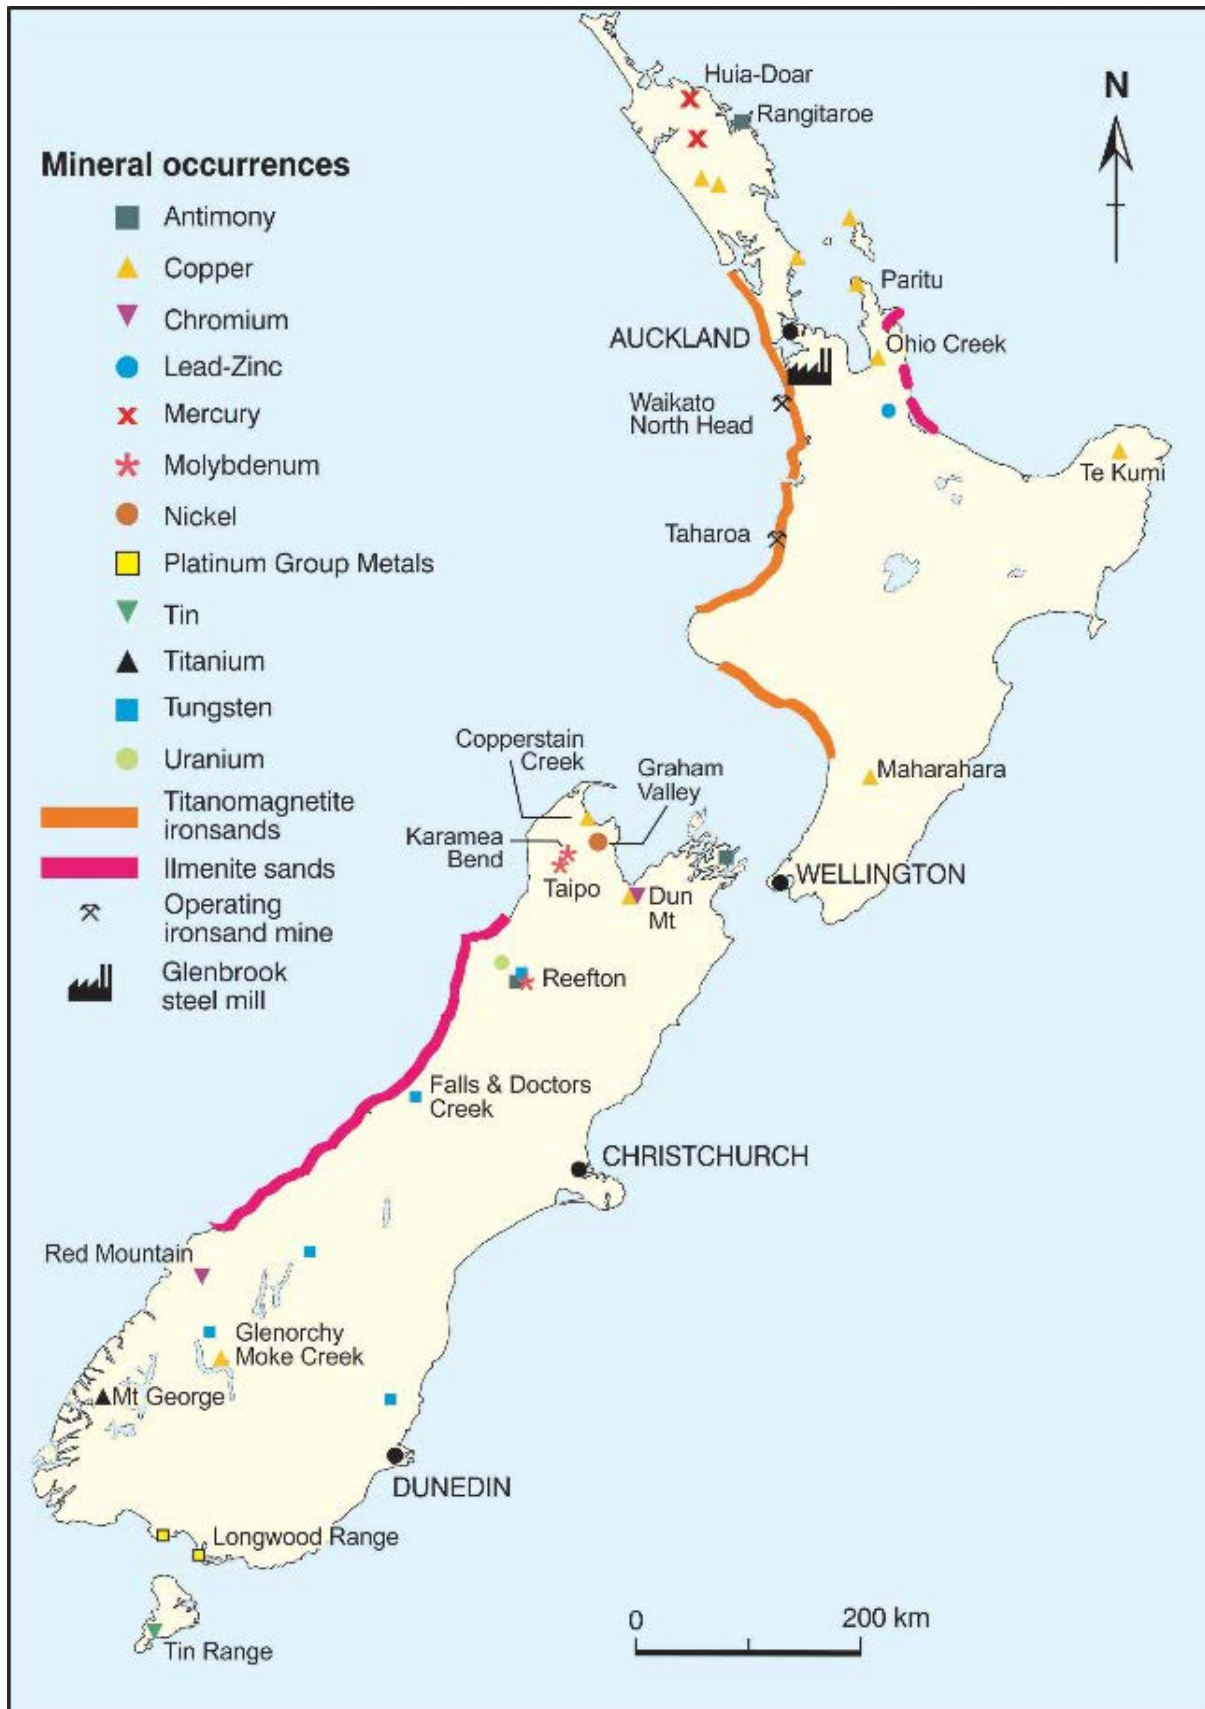 Huia-Doar
Rangitaroe
N
Mineral occurrences
Antimony
Copper
Chromium
Lead-Zinc
Mercury
Molybdenum
Nickel
Platinum Group Metals
Tin
Titanium
Tungsten
Uranium
Titanomagnetite
ironsands
Ilmenite sands
Operating
ironsand mine
Glenbrook
steel mill
Paritu
AUCKLAND
Ohio Creek
Waikato
North Head
Te Kumi
Taharoa
Copperstain
Creek
Graham
Valley
Maharahara
Karamea
Bend
Taipo
Dun
Mt
WELLINGTON
Reefton
Falls & Doctors
Creek
CHRISTCHURCH
Red Mountain
Glenorchy
Moke Creek
Mt George
DUNEDIN
Longwood Range
Tin Range
0
200 km